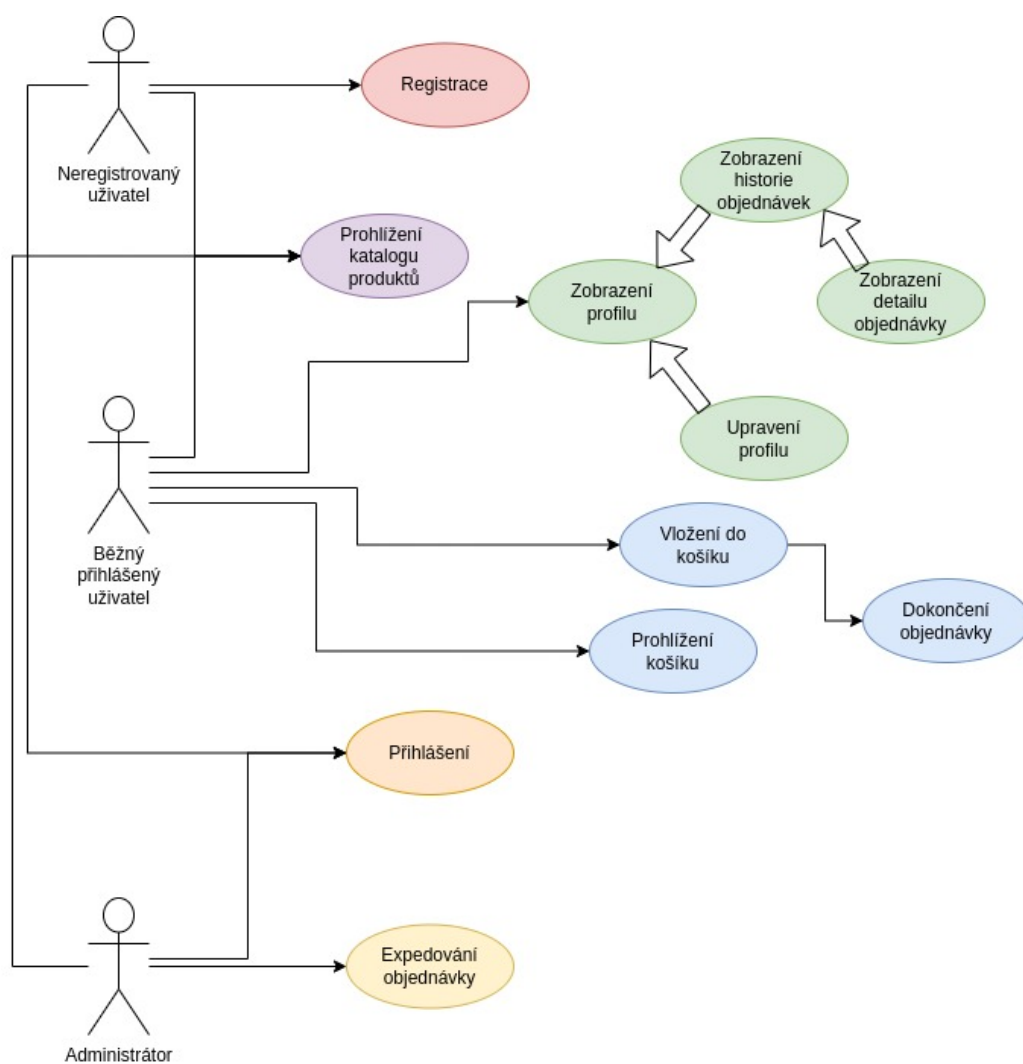 Registrace
Neregistrovaný
uživatel
Zobrazení
historie
objednávek
Prohlížení
katalogu
produktů
Zobrazení
profilu
Zobrazení
detailu
objednávky
Upravení
profilu
Běžný
přihlášený
uživatel
Vložení do
košíku
Dokončení
objednávky
Prohlížení
košíku
Přihlášení
Expedování
objednávky
Administrátor